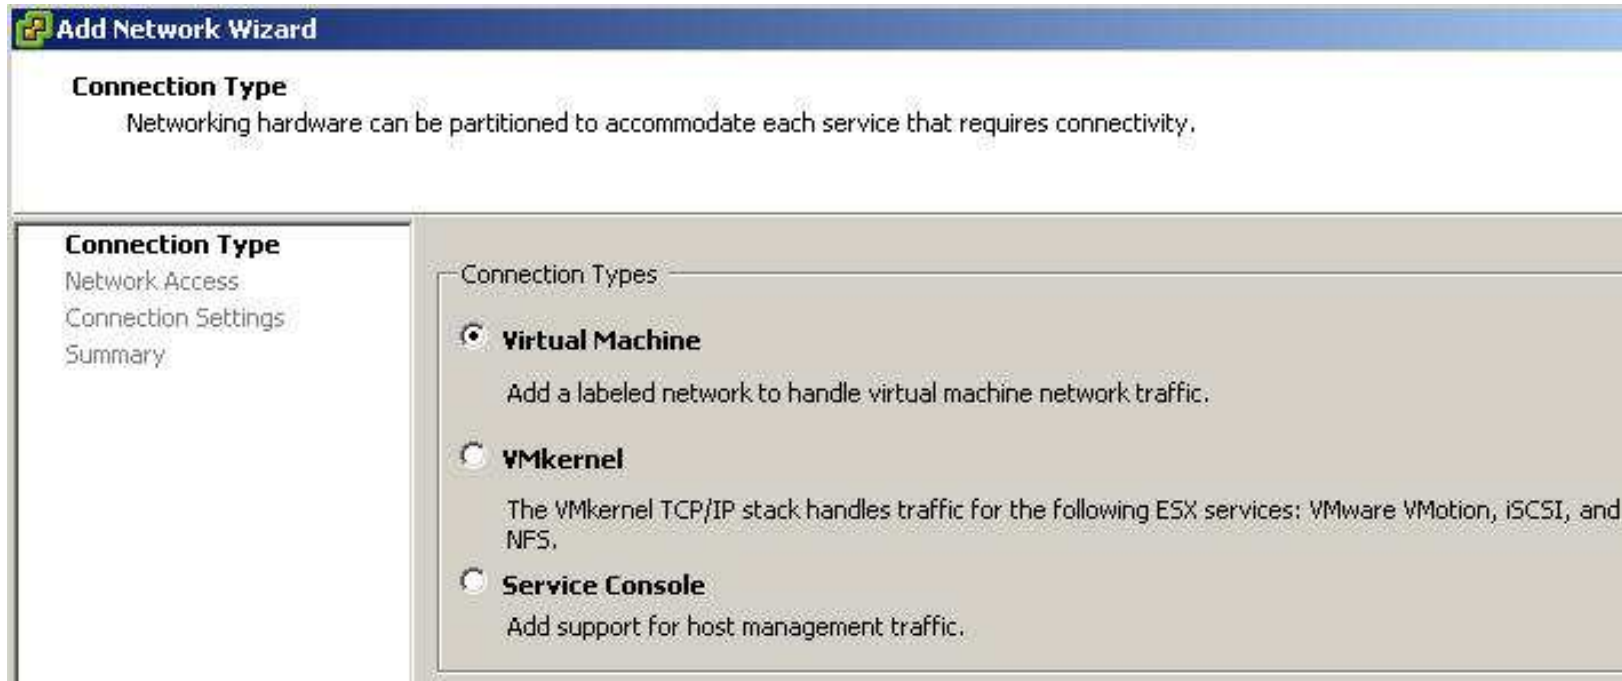 Add Network Wizard
Connection Type
Networking hardware can be partitioned to accommodate each service that requires connectivity.
Connection Type
Network Access
Connection Settings
Summary
Connection Types
Virtual Machine
Add a labeled network to handle virtual machine network traffic.
VMkernel
The VMkernel TCP/IP stack handles traffic for the following ESX services: VMware VMotion, iSCSI, and
NFS.
Service Console
Add support for host management traffic.